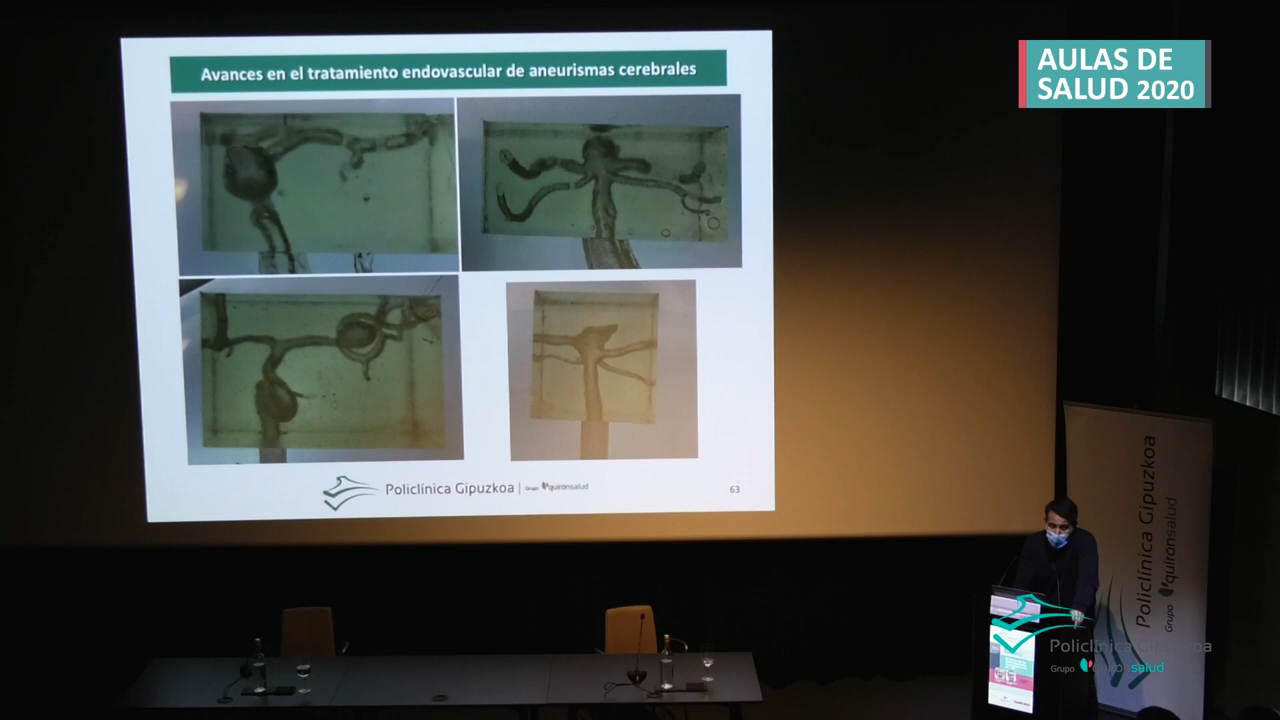 AULAS DE
SALUD 2020
Avances en el tratamiento endovascular de aneurismas cerebrales
Policlínica Gipuzkoa | Grupo quironsalud
63
Policlínica Gipuzkoa
Grupo quironsalud
Policlínica Gipuzkoa
Grupo quironsalud